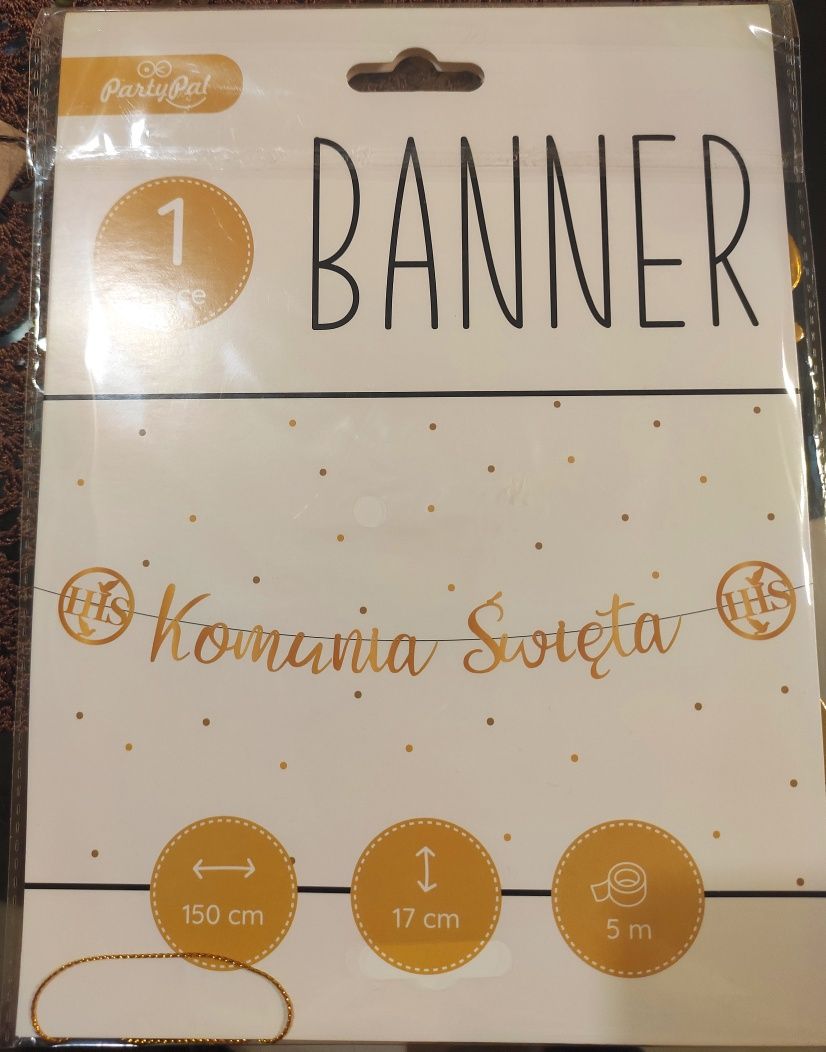 PartyPal
BANNER
1
IHS Komunia Święta IHS
150 cm
17 cm
5 m